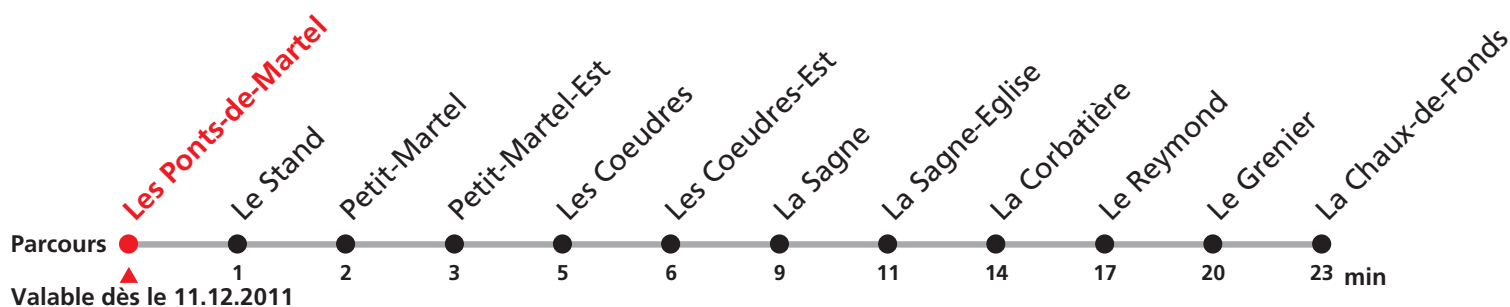 Les Ponts-de-Martel
Le Stand
Petit-Martel
Petit-Martel-Est
Les Coeudres
Les Coeudres-Est
La Sagne
La Sagne-Eglise
La Corbatière
Le Reymond
Le Grenier
La Chaux-de-Fonds
Parcours
1 2 3 5 6 9 11 14 17 20 23 min
Valable dès le 11.12.2011